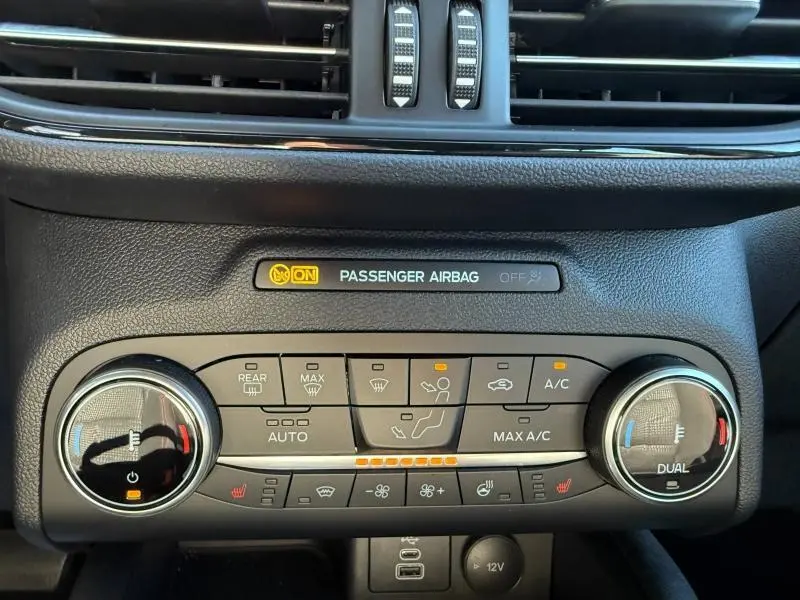 ON PASSENGER AIRBAG OFF
REAR MAX A/C
AUTO MAX A/C
DUAL
- +
12V